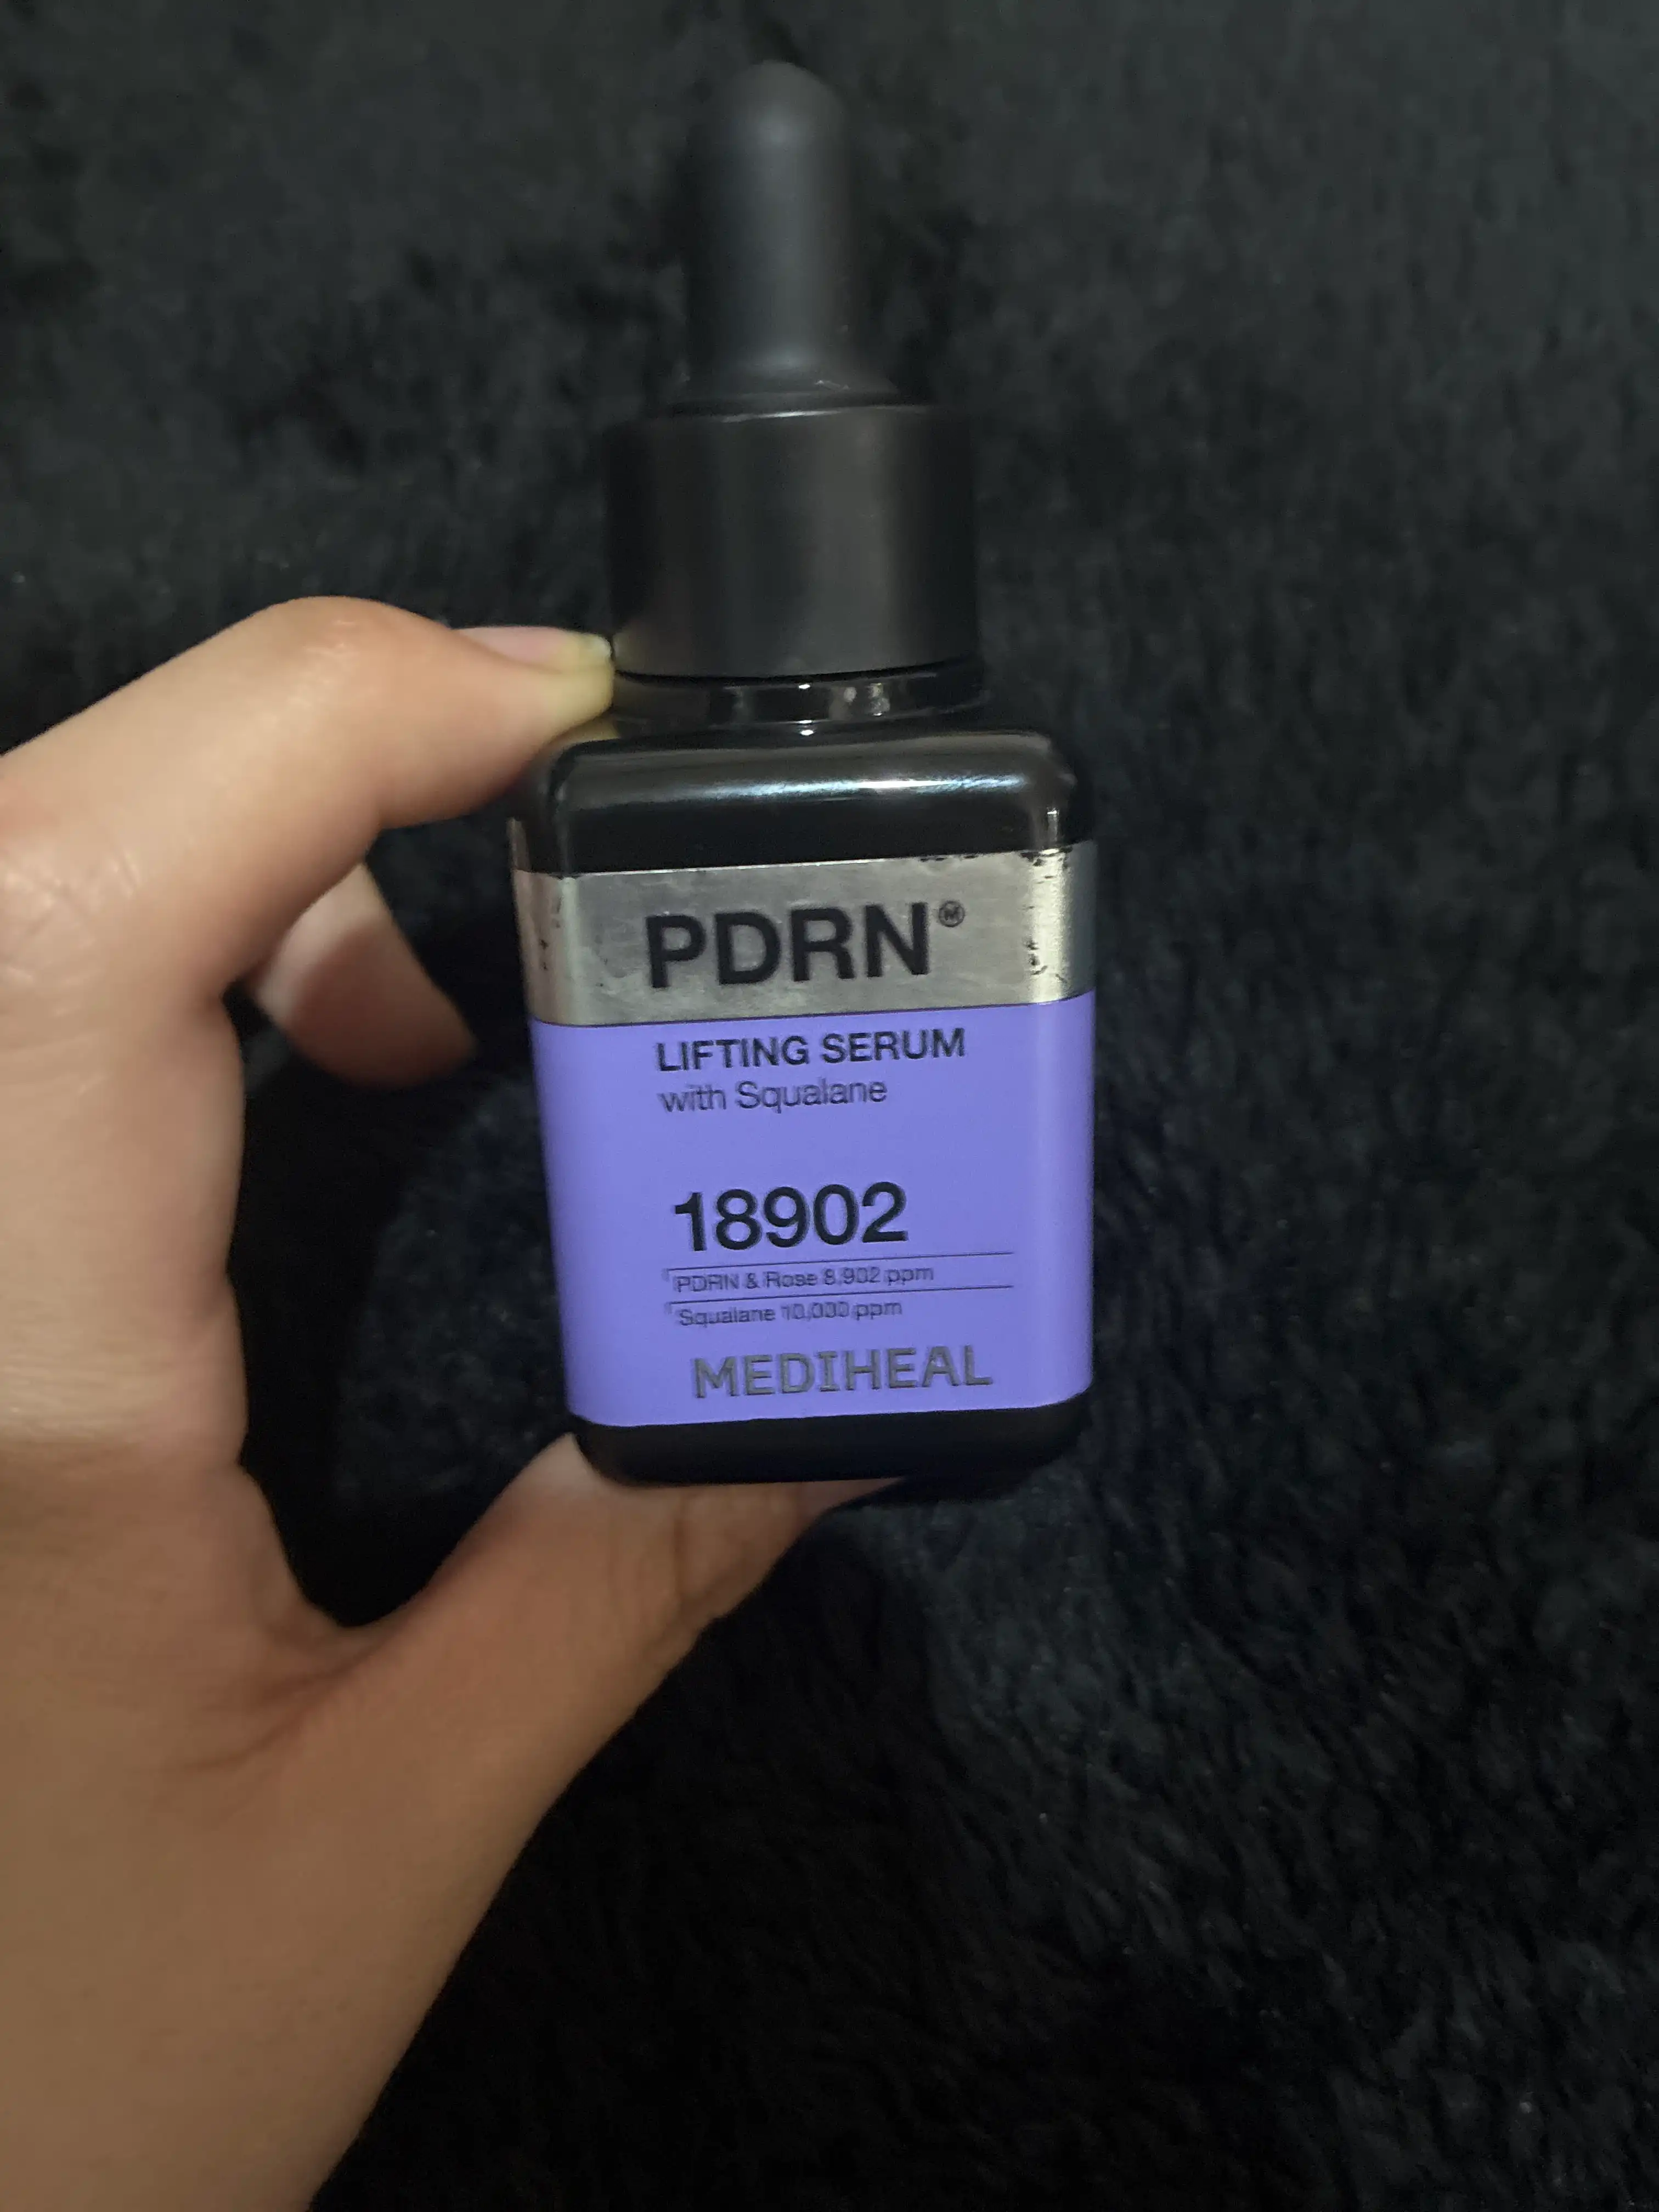 PDRN Ⓜ
LIFTING SERUM
with Squalane
18902
PDRN & Rose 8,902 ppm
Squalane 10,000 ppm
MEDIHEAL